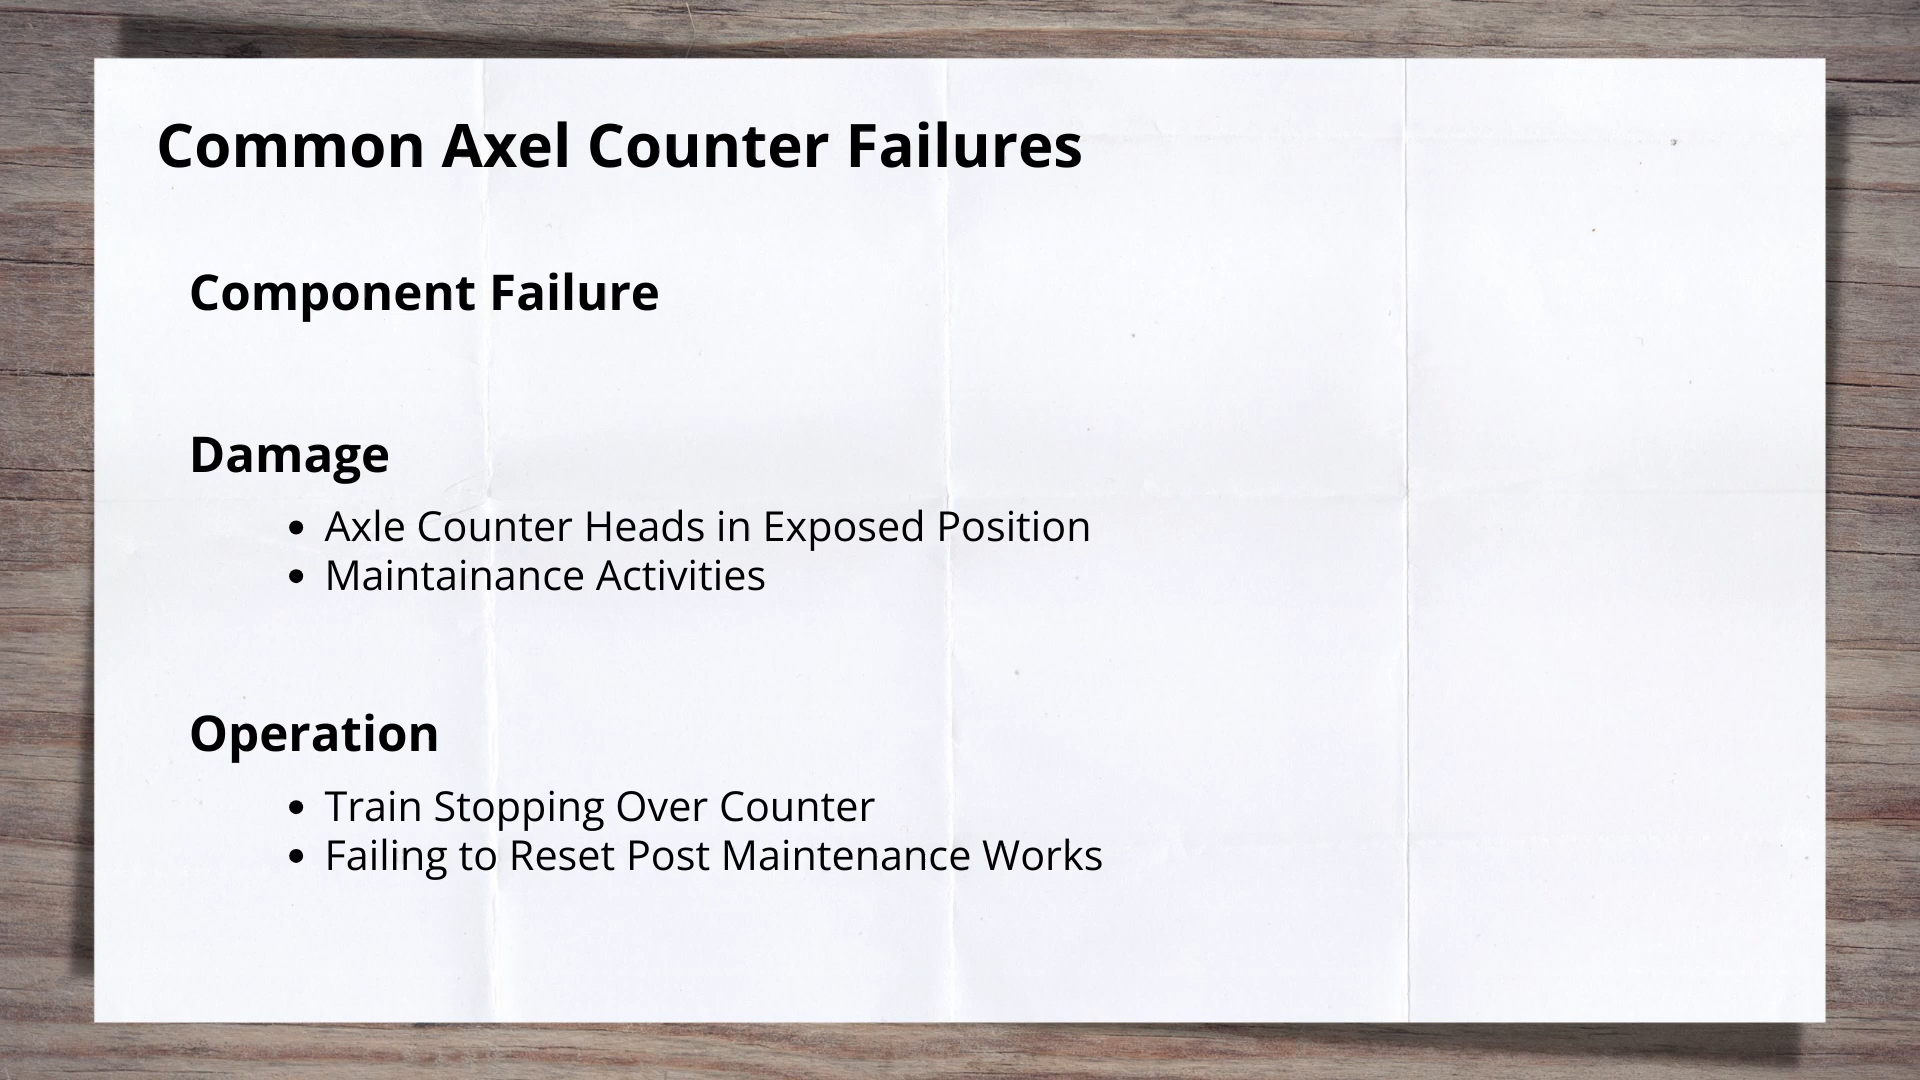 Common Axel Counter Failures
Component Failure
Damage
• Axle Counter Heads in Exposed Position
• Maintainance Activities
Operation
• Train Stopping Over Counter
• Failing to Reset Post Maintenance Works